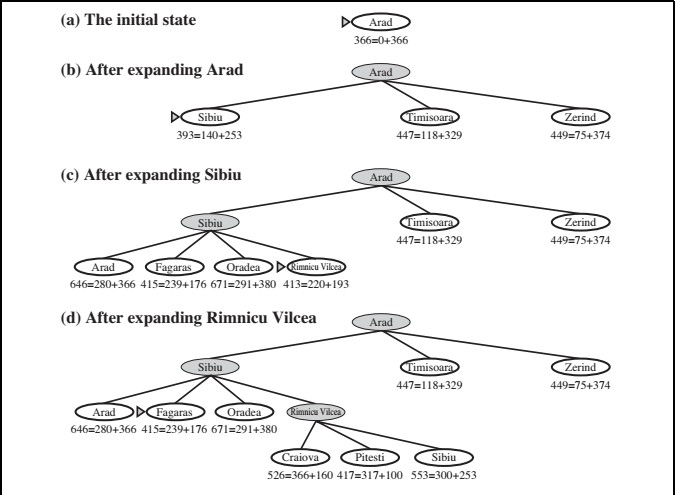 (a) The initial state
Arad
366=0+366
(b) After expanding Arad
Arad
Sibiu Timisoara Zerind
393=140+253 447=118+329 449=75+374
(c) After expanding Sibiu
Arad
Sibiu Timisoara Zerind
447=118+329 449=75+374
Arad Fagaras Oradea Rimnicu Vilcea
646=280+366 415=239+176 671=291+380 413=220+193
(d) After expanding Rimnicu Vilcea
Arad
Sibiu Timisoara Zerind
447=118+329 449=75+374
Arad Fagaras Oradea Rimnicu Vilcea
646=280+366 415=239+176 671=291+380
Craiova Pitesti Sibiu
526=366+160 417=317+100 553=300+253